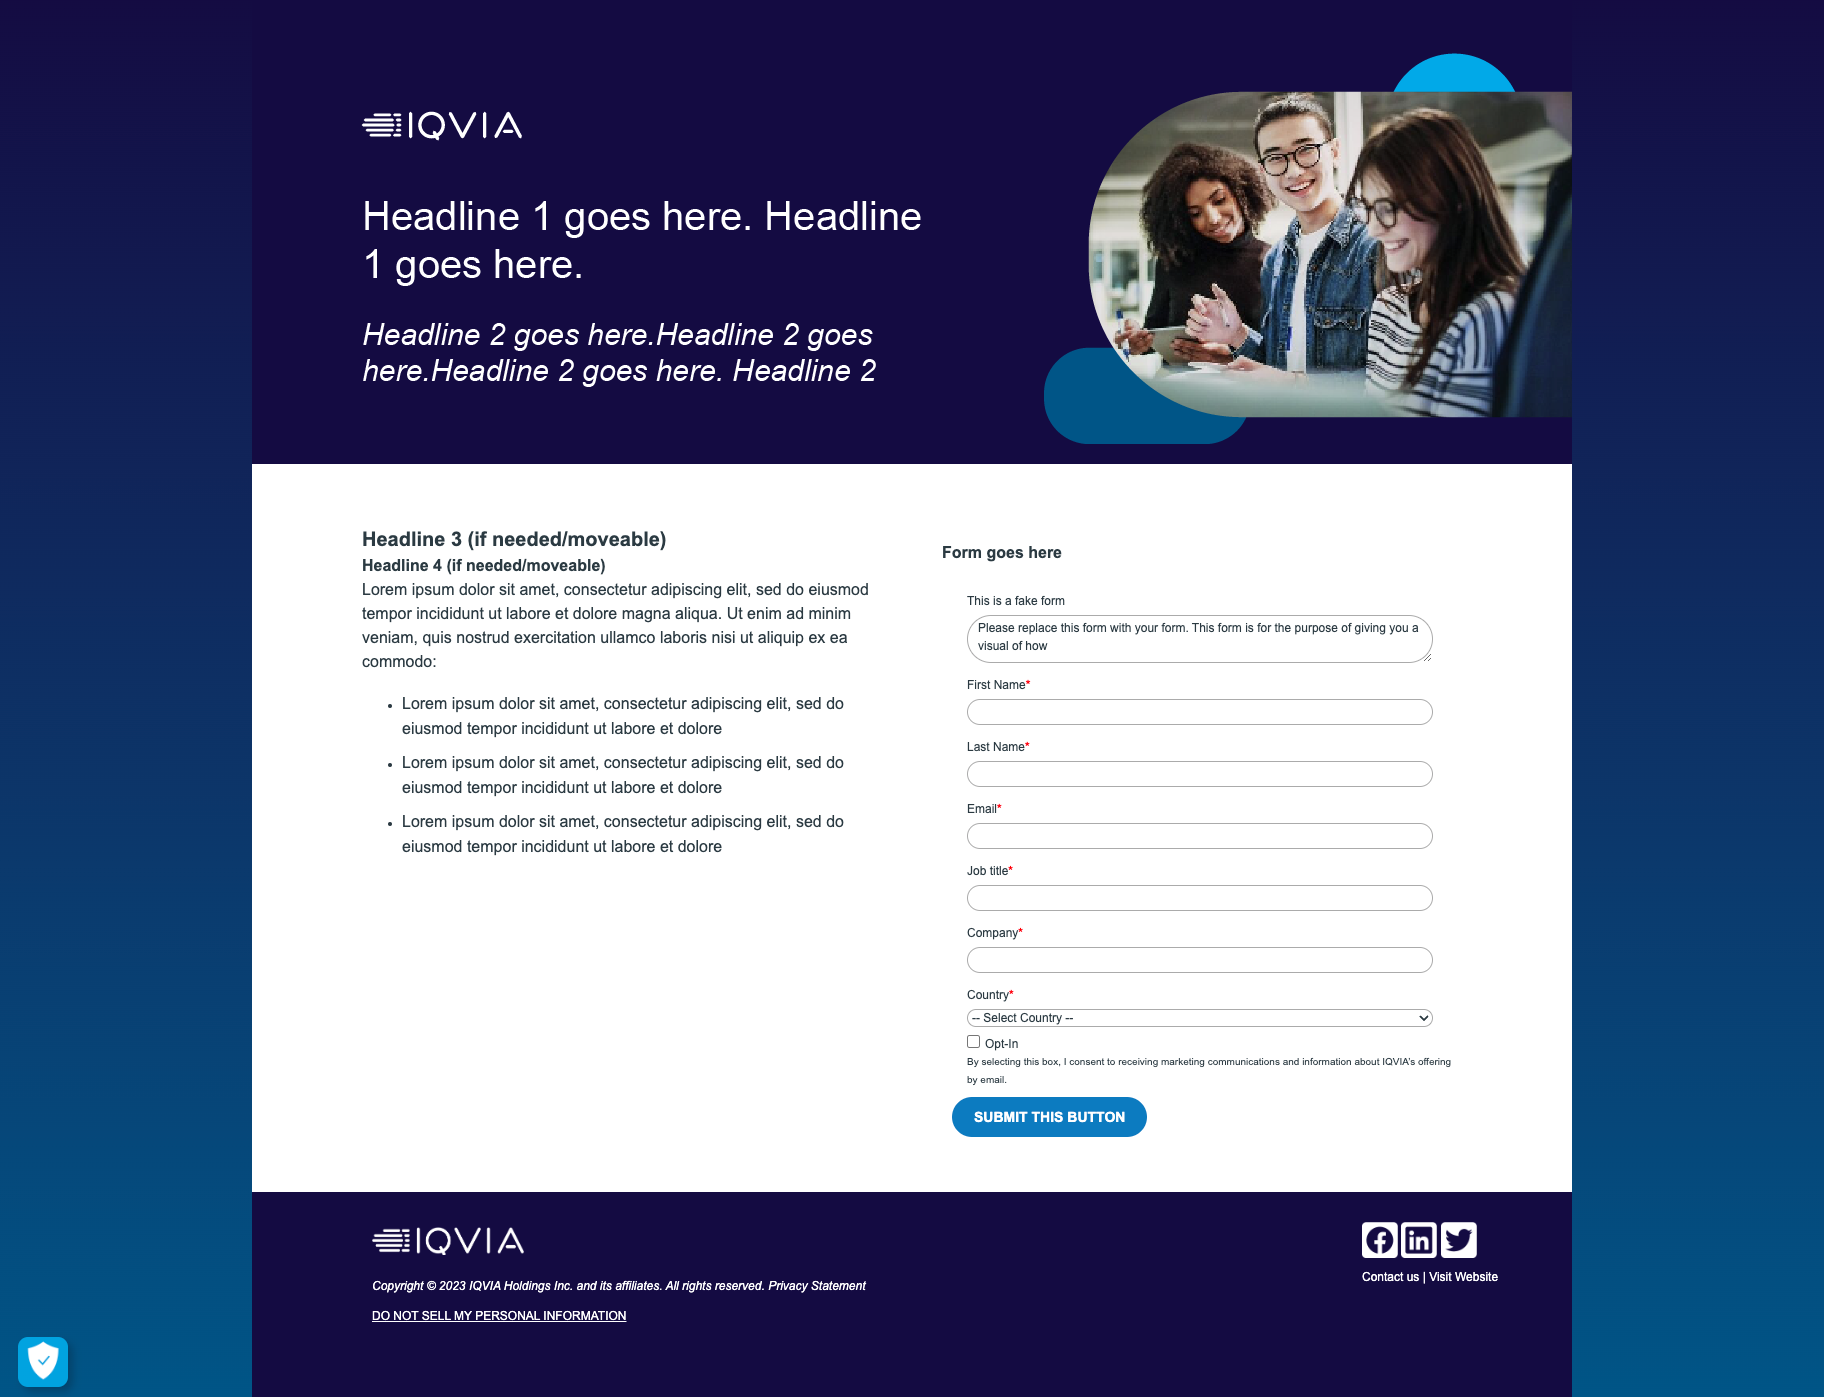 IQVIA
Headline 1 goes here. Headline
1 goes here.
Headline 2 goes here.Headline 2 goes
here.Headline 2 goes here. Headline 2
Headline 3 (if needed/moveable)
Headline 4 (if needed/moveable)
Lorem ipsum dolor sit amet, consectetur adipiscing elit, sed do eiusmod
tempor incididunt ut labore et dolore magna aliqua. Ut enim ad minim
veniam, quis nostrud exercitation ullamco laboris nisi ut aliquip ex ea
commodo:
Lorem ipsum dolor sit amet, consectetur adipiscing elit, sed do
eiusmod tempor incididunt ut labore et dolore
Lorem ipsum dolor sit amet, consectetur adipiscing elit, sed do
eiusmod tempor incididunt ut labore et dolore
Lorem ipsum dolor sit amet, consectetur adipiscing elit, sed do
eiusmod tempor incididunt ut labore et dolore
Form goes here
This is a fake form
Please replace this form with your form. This form is for the purpose of giving you a
visual of how
First Name*
Last Name*
Email*
Job title*
Company*
Country*
-- Select Country --
Opt-In
By selecting this box, I consent to receiving marketing communications and information about IQVIA's offering
by email.
SUBMIT THIS BUTTON
IQVIA
Copyright © 2023 IQVIA Holdings Inc. and its affiliates. All rights reserved. Privacy Statement
DO NOT SELL MY PERSONAL INFORMATION
Contact us | Visit Website